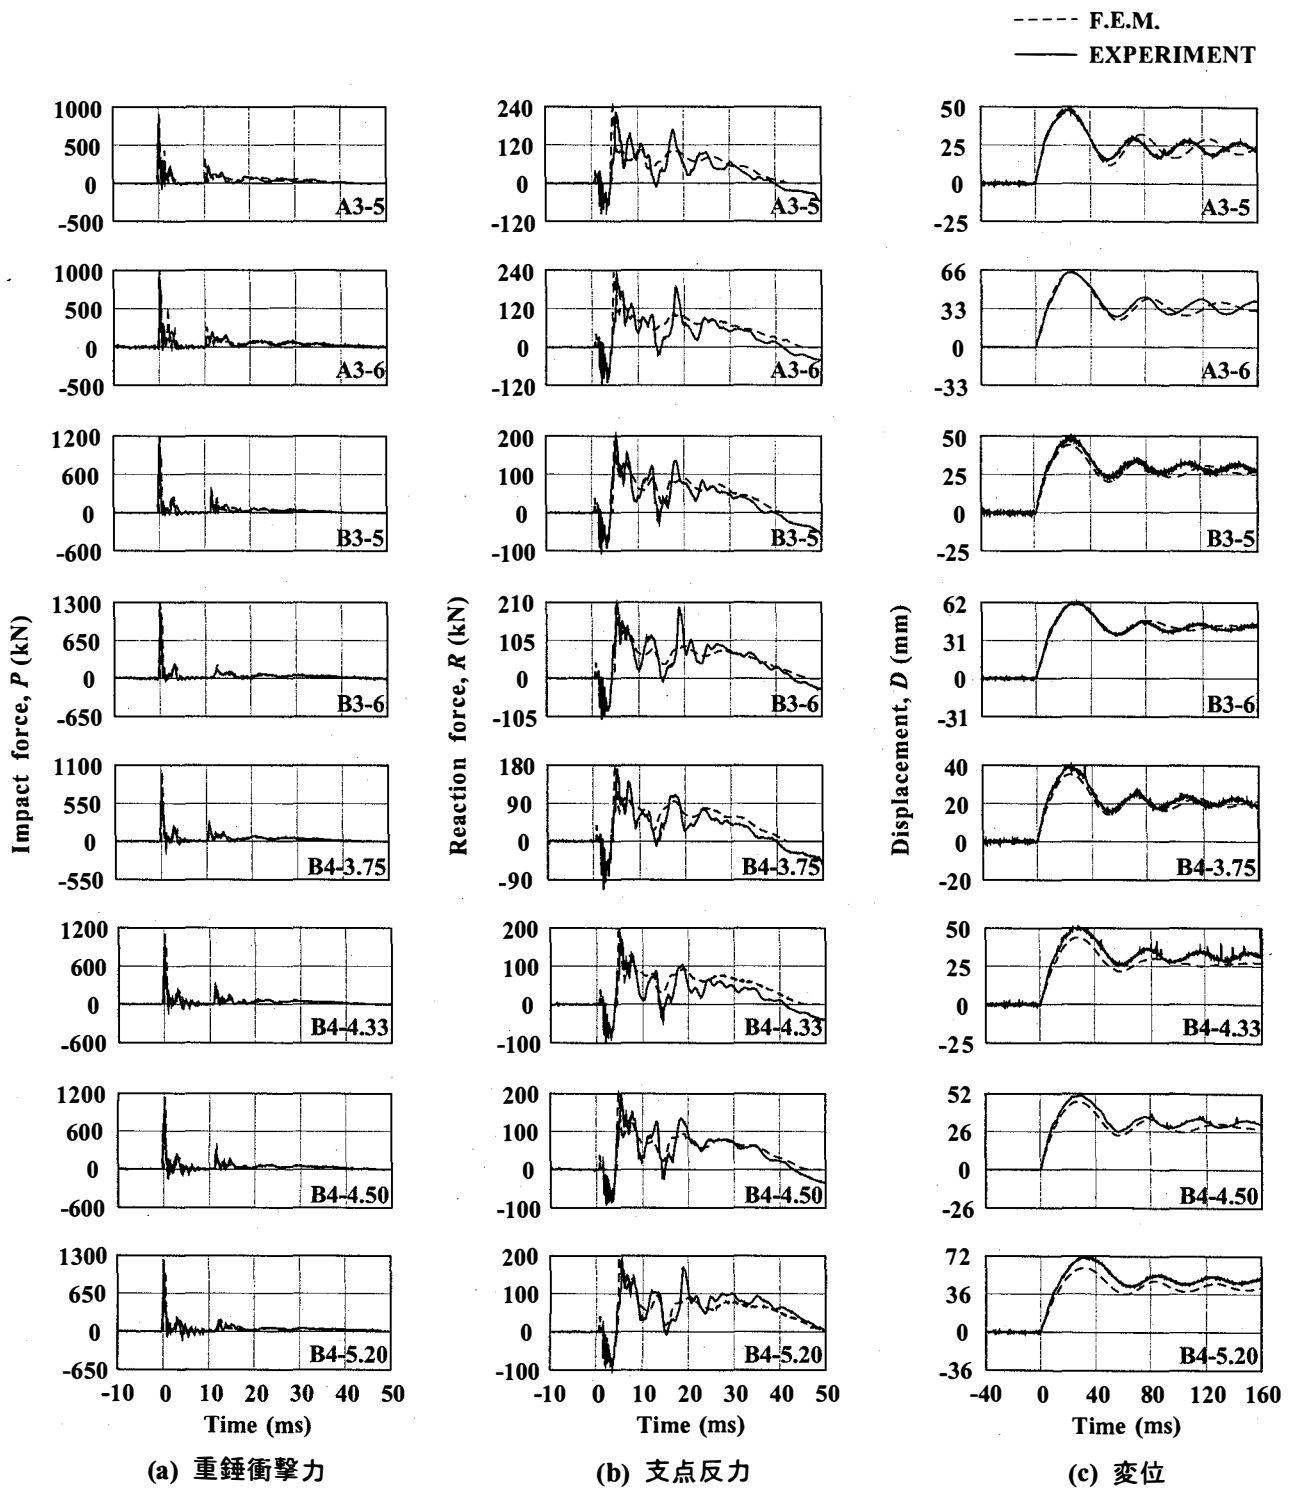 F.E.M.
EXPERIMENT
Impact force, P (kN)
1000
500
0
-500
A3-5
1000
500
0
-500
A3-6
1200
600
0
-600
B3-5
1300
650
0
-650
B3-6
1100
550
0
-550
B4-3.75
1200
600
0
-600
B4-4.33
1200
600
0
-600
B4-4.50
1300
650
0
-650
B4-5.20
-10 0 10 20 30 40 50
Time (ms)
(a) 重錘衝撃力
Reaction force, R (kN)
240
120
0
-120
A3-5
240
120
0
-120
A3-6
200
100
0
-100
B3-5
210
105
0
-105
B3-6
180
90
0
-90
B4-3.75
200
100
0
-100
B4-4.33
200
100
0
-100
B4-4.50
200
100
0
-100
B4-5.20
-10 0 10 20 30 40 50
Time (ms)
(b) 支点反力
Displacement, D (mm)
50
25
0
-25
A3-5
66
33
0
-33
A3-6
50
25
0
-25
B3-5
62
31
0
-31
B3-6
40
20
0
-20
B4-3.75
50
25
0
-25
B4-4.33
52
26
0
-26
B4-4.50
72
36
0
-36
B4-5.20
-40 0 40 80 120 160
Time (ms)
(c) 変位